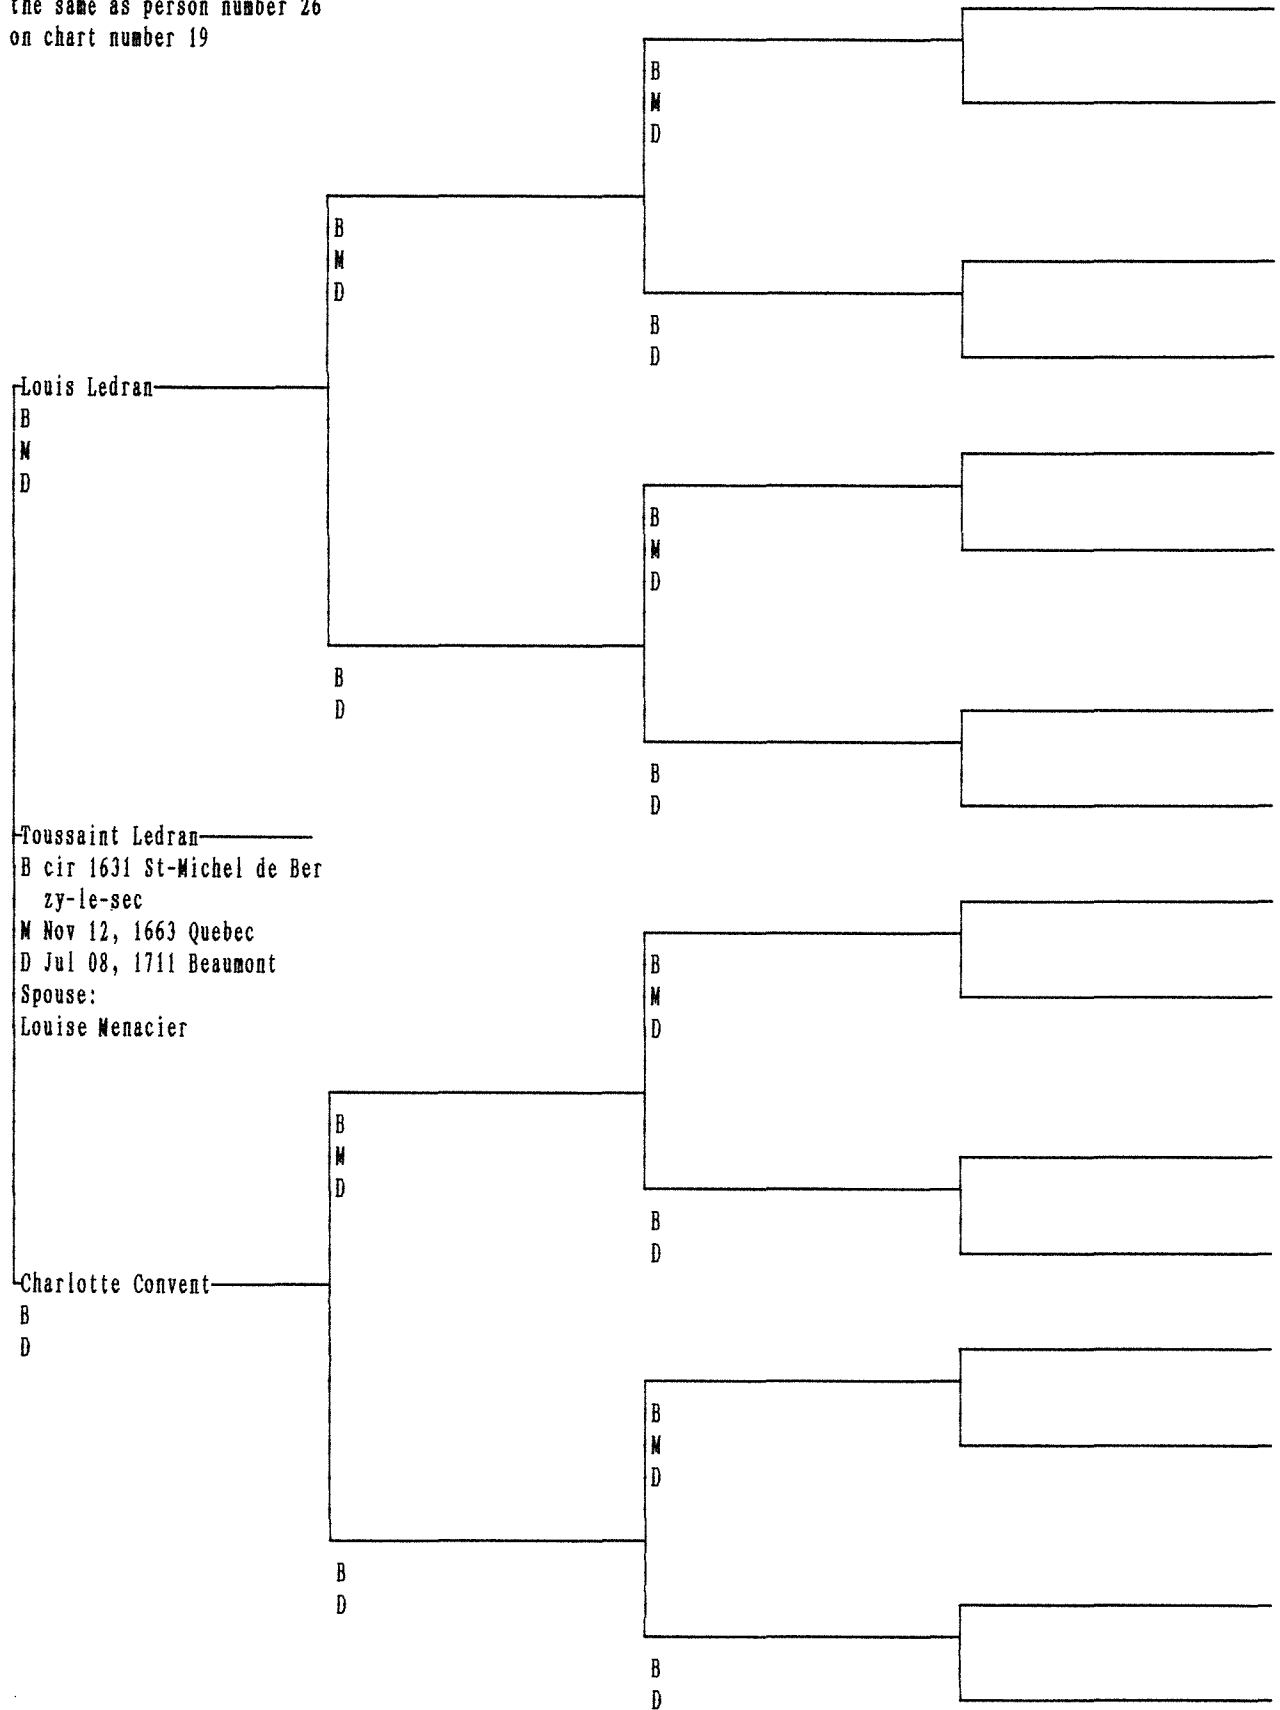 the same as person number 26
on chart number 19
B
M
D
B
M
D
B
D
Louis Ledran
B
M
D
B
M
D
B
D
B
D
Toussaint Ledran
B cir 1631 St-Michel de Ber
zy-le-sec
M Nov 12, 1663 Quebec
D Jul 08, 1711 Beaumont
Spouse:
Louise Menacier
B
M
D
B
M
D
B
D
Charlotte Convent
B
D
B
M
D
B
D
B
D